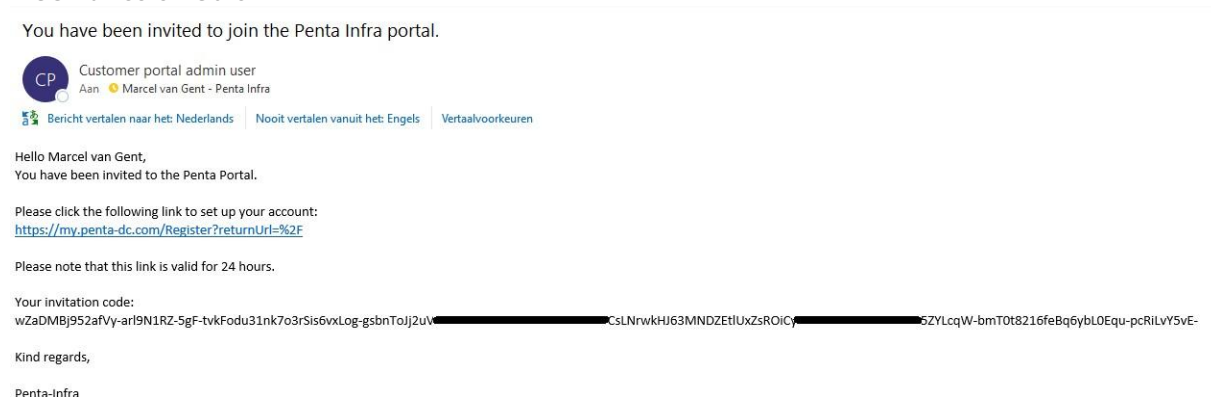 You have been invited to join the Penta Infra portal.
CP
Customer portal admin user
Aan Marcel van Gent - Penta Infra
Bericht vertalen naar het: Nederlands Nooit vertalen vanuit het: Engels Vertaalvoorkeuren
Hello Marcel van Gent,
You have been invited to the Penta Portal.
Please click the following link to set up your account:
https://my.penta-dc.com/Register?returnUrl=%2F
Please note that this link is valid for 24 hours.
Your invitation code:
wZaDMBj952afVy-arl9N1RZ-5gF-tvkFodu31nk7o3rSis6vxLog-gsbnToJj2uV CsLNrwkHJ63MNDZEtlUxZsROiCy 5ZYLcqW-bmT0t8216feBq6ybL0Equ-pcRiLvY5vE-
Kind regards,
Penta-Infra